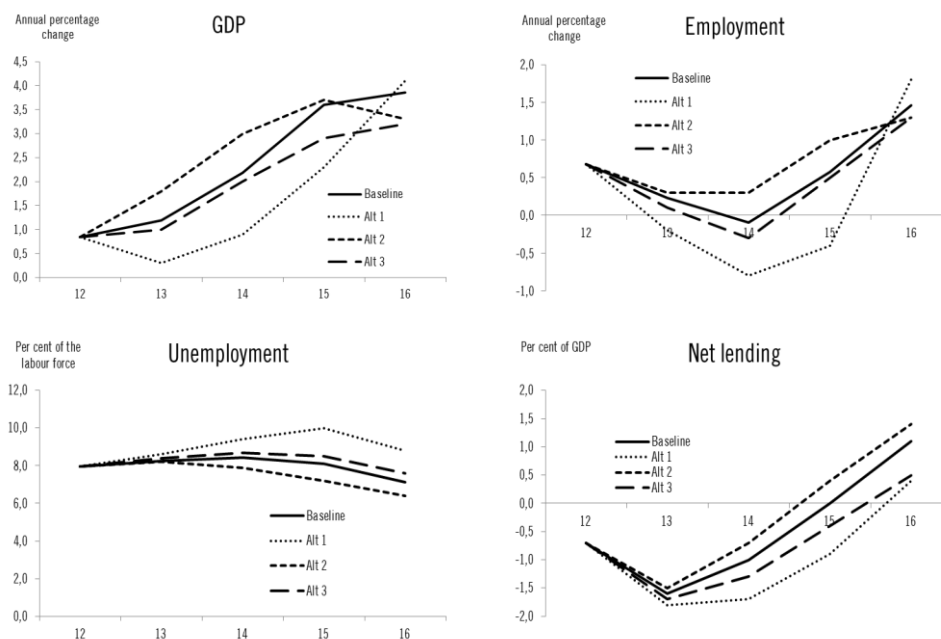 Annual percentage
change
GDP
4,5
4,0
3,5
3,0
2,5
2,0
1,5
1,0
0,5
0,0
12 13 14 15 16
Baseline
Alt 1
Alt 2
Alt 3
Annual percentage
change
Employment
2,0
1,5
1,0
0,5
0,0
-0,5
-1,0
12 13 14 15 16
Baseline
Alt 1
Alt 2
Alt 3
Per cent of the
labour force
Unemployment
12,0
10,0
8,0
6,0
4,0
2,0
0,0
12 13 14 15 16
Baseline
Alt 1
Alt 2
Alt 3
Per cent of GDP
Net lending
2,0
1,5
1,0
0,5
0,0
-0,5
-1,0
-1,5
-2,0
12 13 14 15 16
Baseline
Alt 1
Alt 2
Alt 3